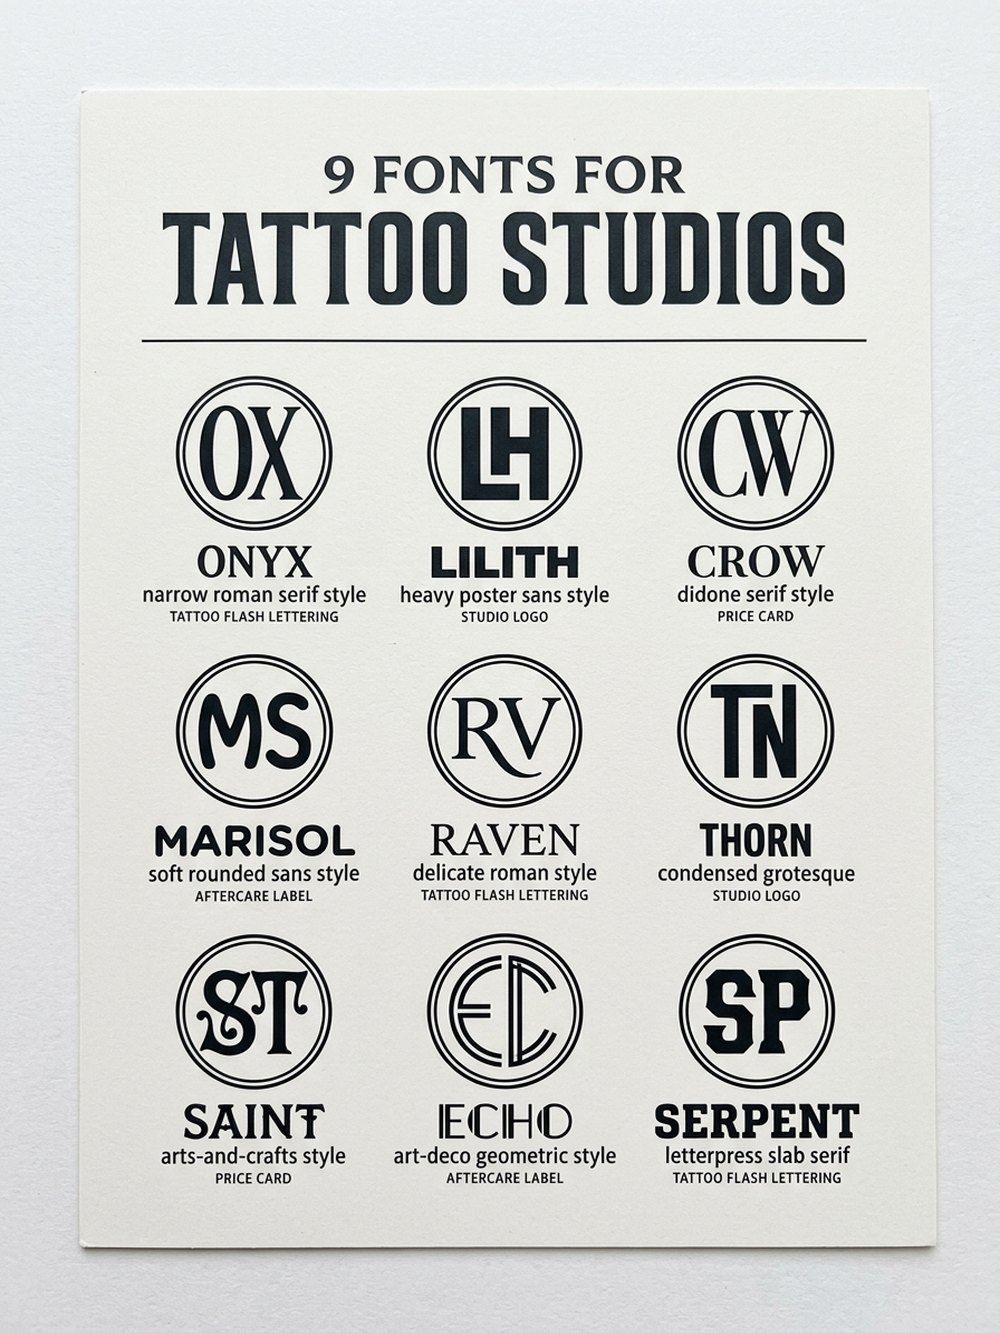 9 FONTS FOR
TATTOO STUDIOS
OX
LH
CW
ONYX
LILITH
CROW
narrow roman serif style
heavy poster sans style
didone serif style
TATTOO FLASH LETTERING
STUDIO LOGO
PRICE CARD
MS
RV
TN
MARISOL
RAVEN
THORN
soft rounded sans style
delicate roman style
condensed grotesque
AFTERCARE LABEL
TATTOO FLASH LETTERING
STUDIO LOGO
ST
EC
SP
SAINT
ECHO
SERPENT
arts-and-crafts style
art-deco geometric style
letterpress slab serif
PRICE CARD
AFTERCARE LABEL
TATTOO FLASH LETTERING